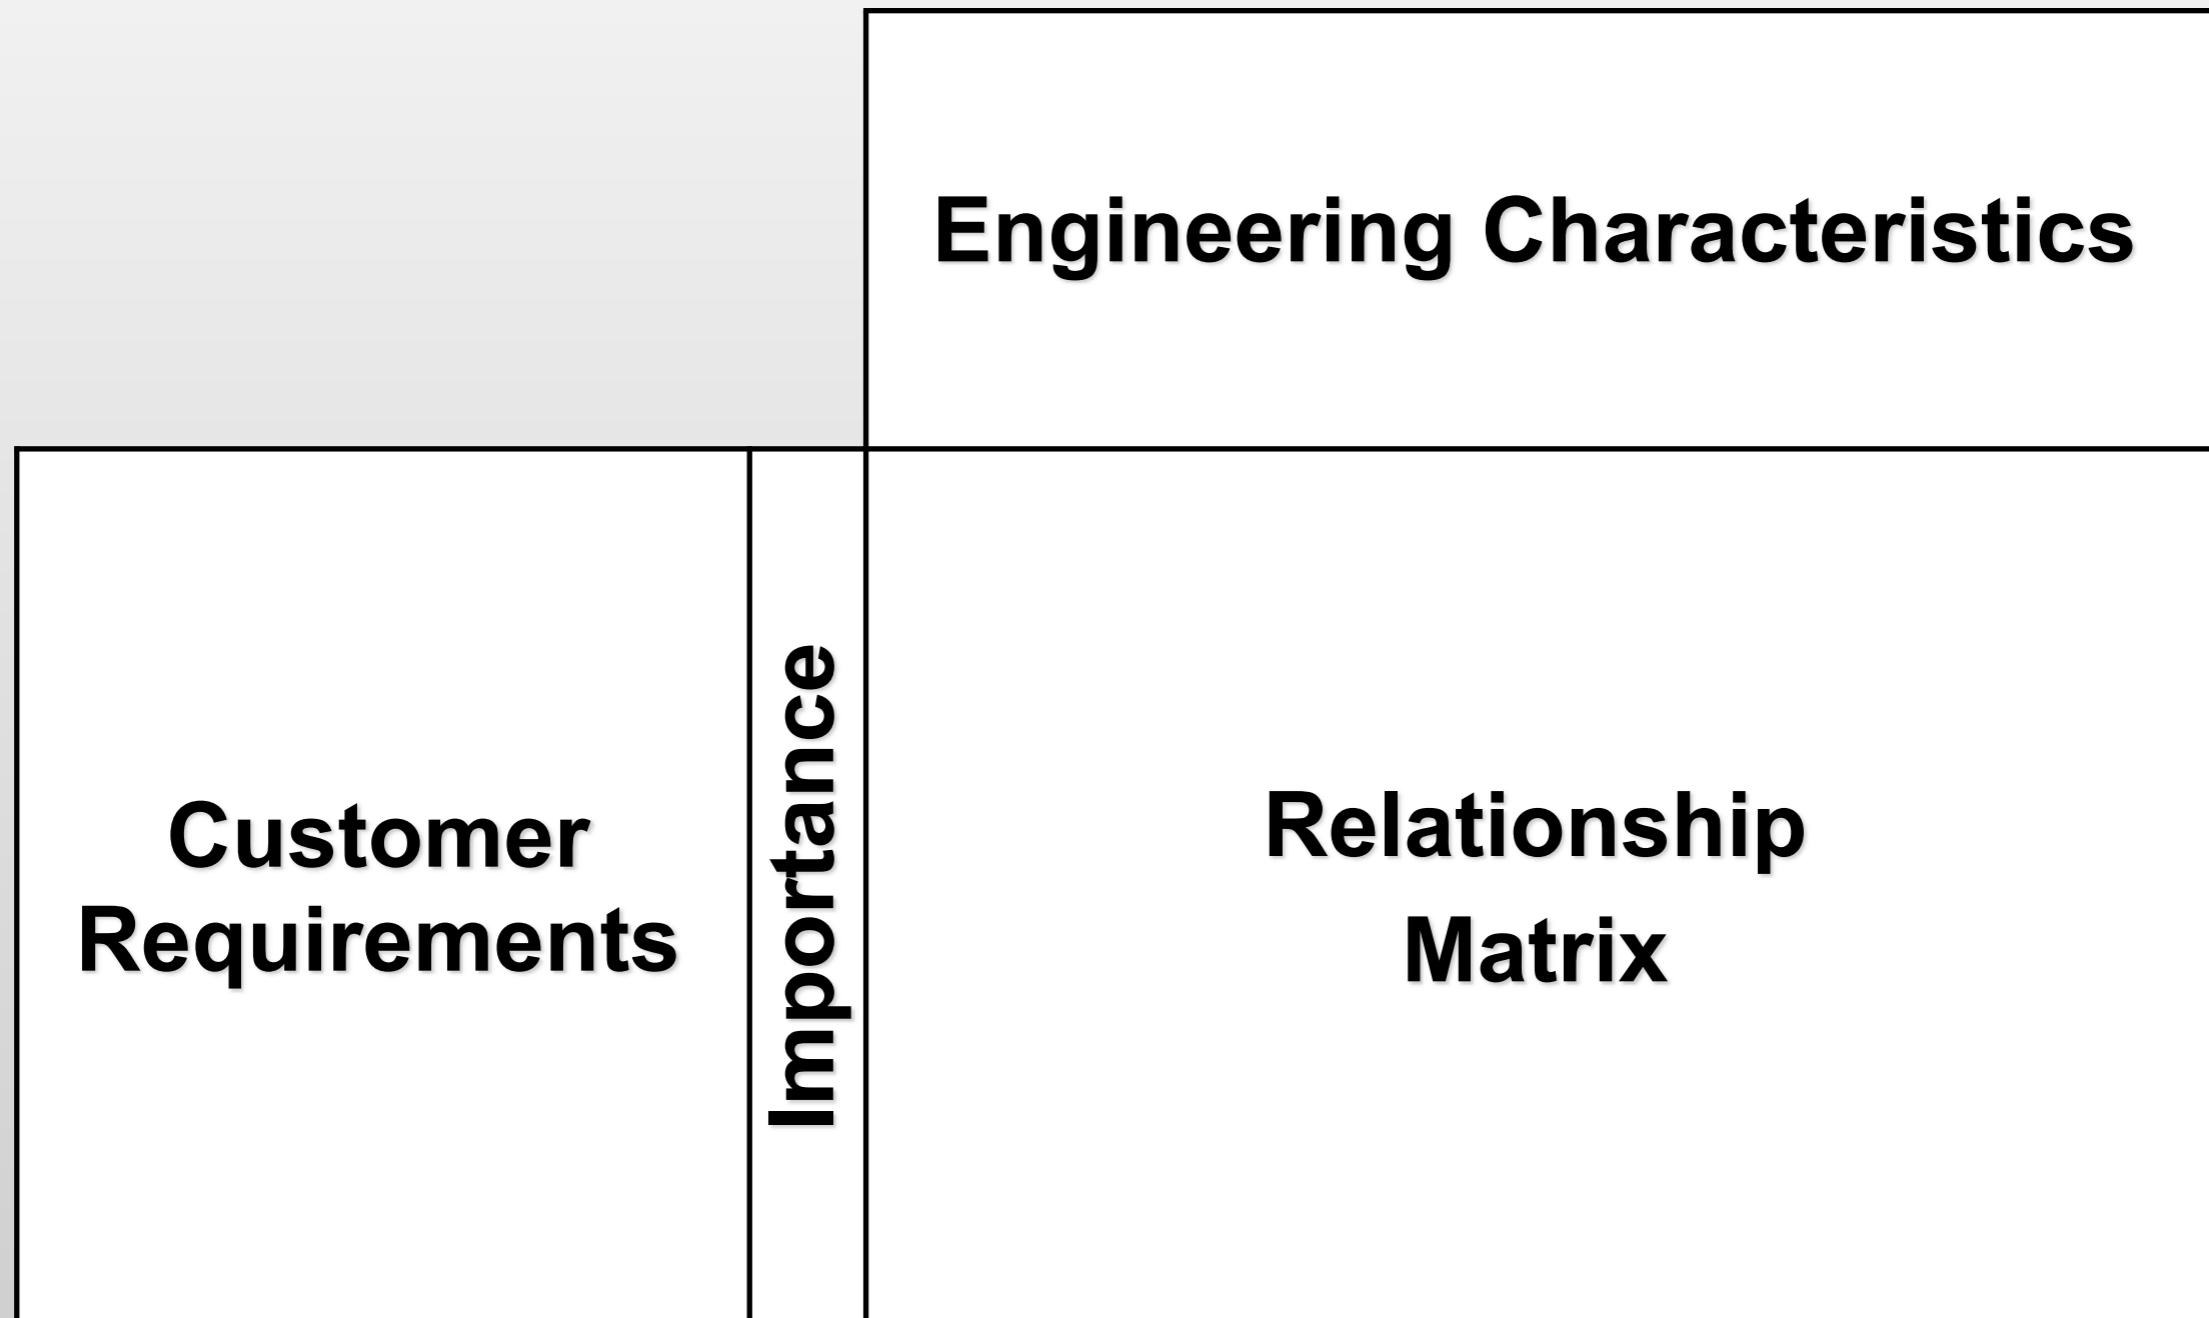 Engineering Characteristics
Customer
Requirements
Importance
Relationship
Matrix